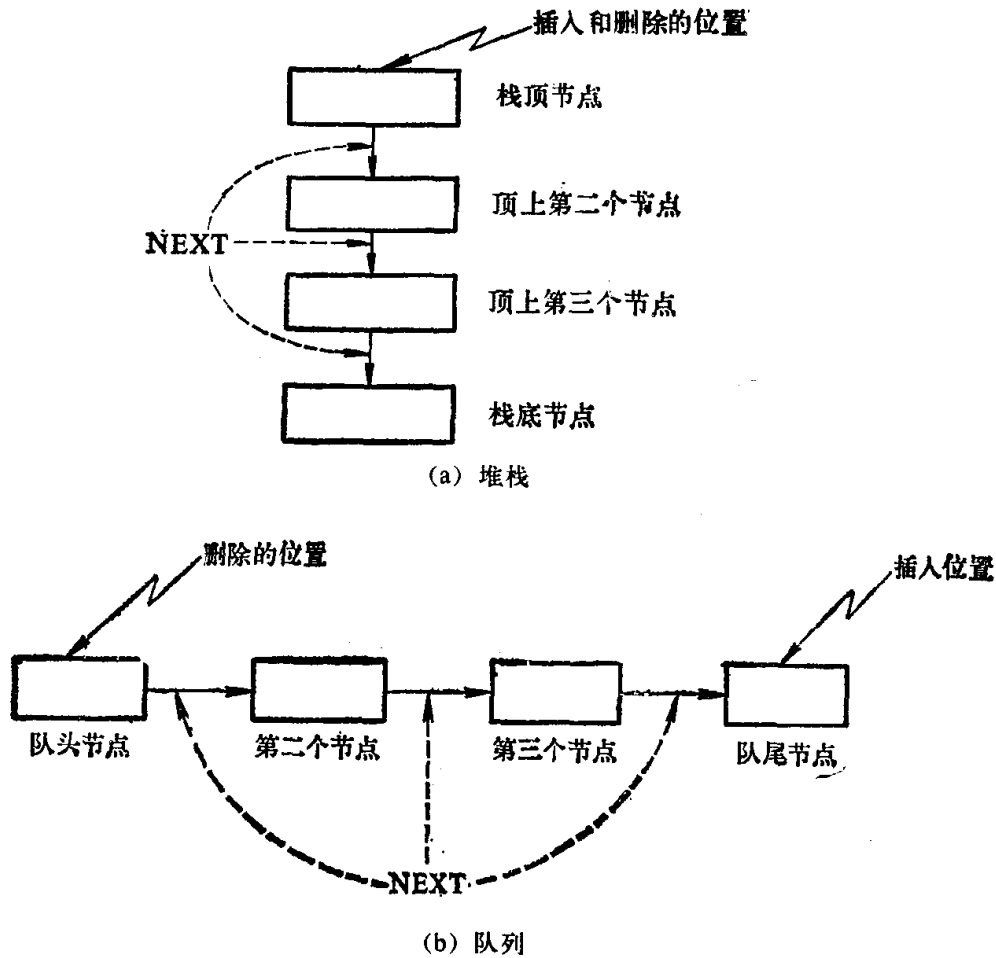 插入和删除的位置
栈顶节点
顶上第二个节点
NEXT
顶上第三个节点
栈底节点
(a) 堆栈
删除的位置
插入位置
队头节点
第二个节点
第三个节点
队尾节点
NEXT
(b) 队列